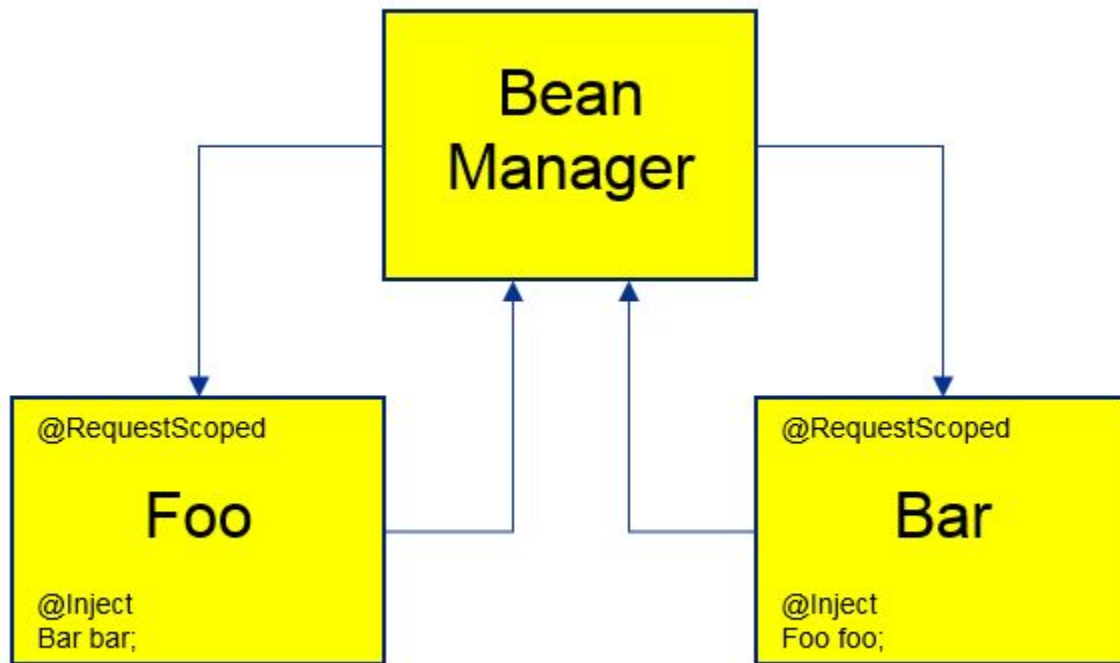 Bean
Manager
@RequestScoped
Foo
@Inject
Bar bar;
@RequestScoped
Bar
@Inject
Foo foo;